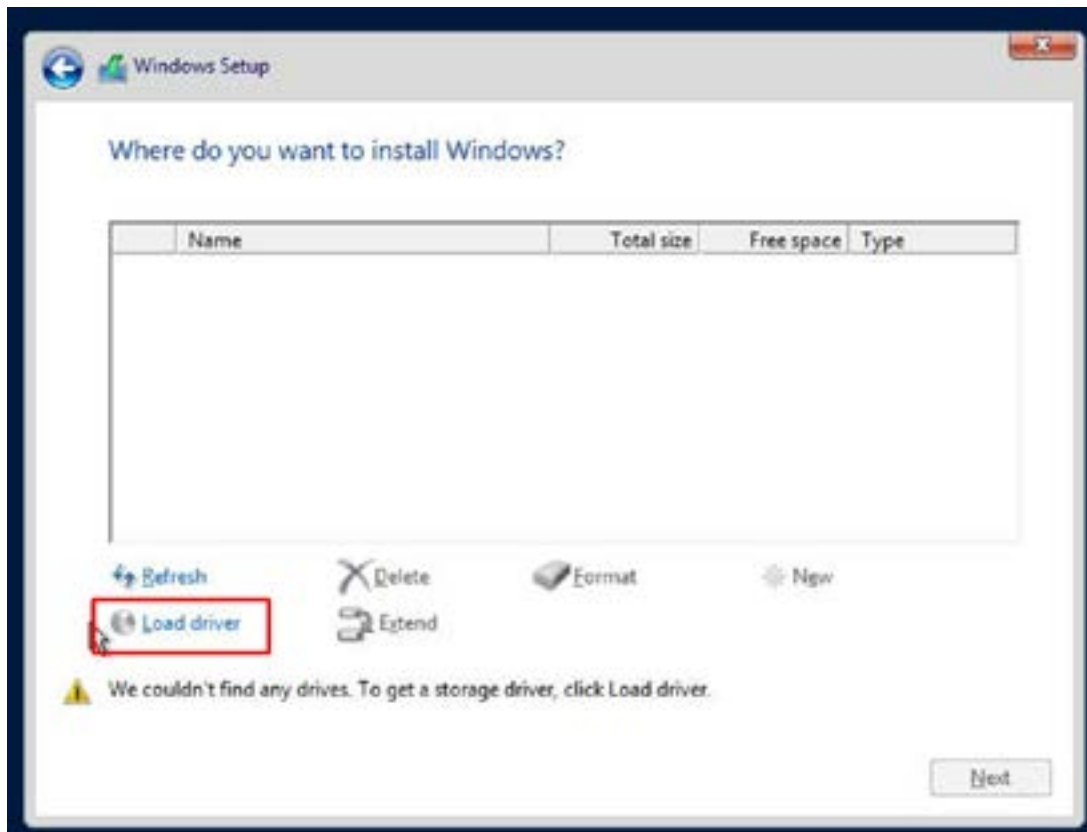 Windows Setup
Where do you want to install Windows?
Name Total size Free space Type
Refresh Delete Format New
Load driver Extend
We couldn't find any drives. To get a storage driver, click Load driver.
Next